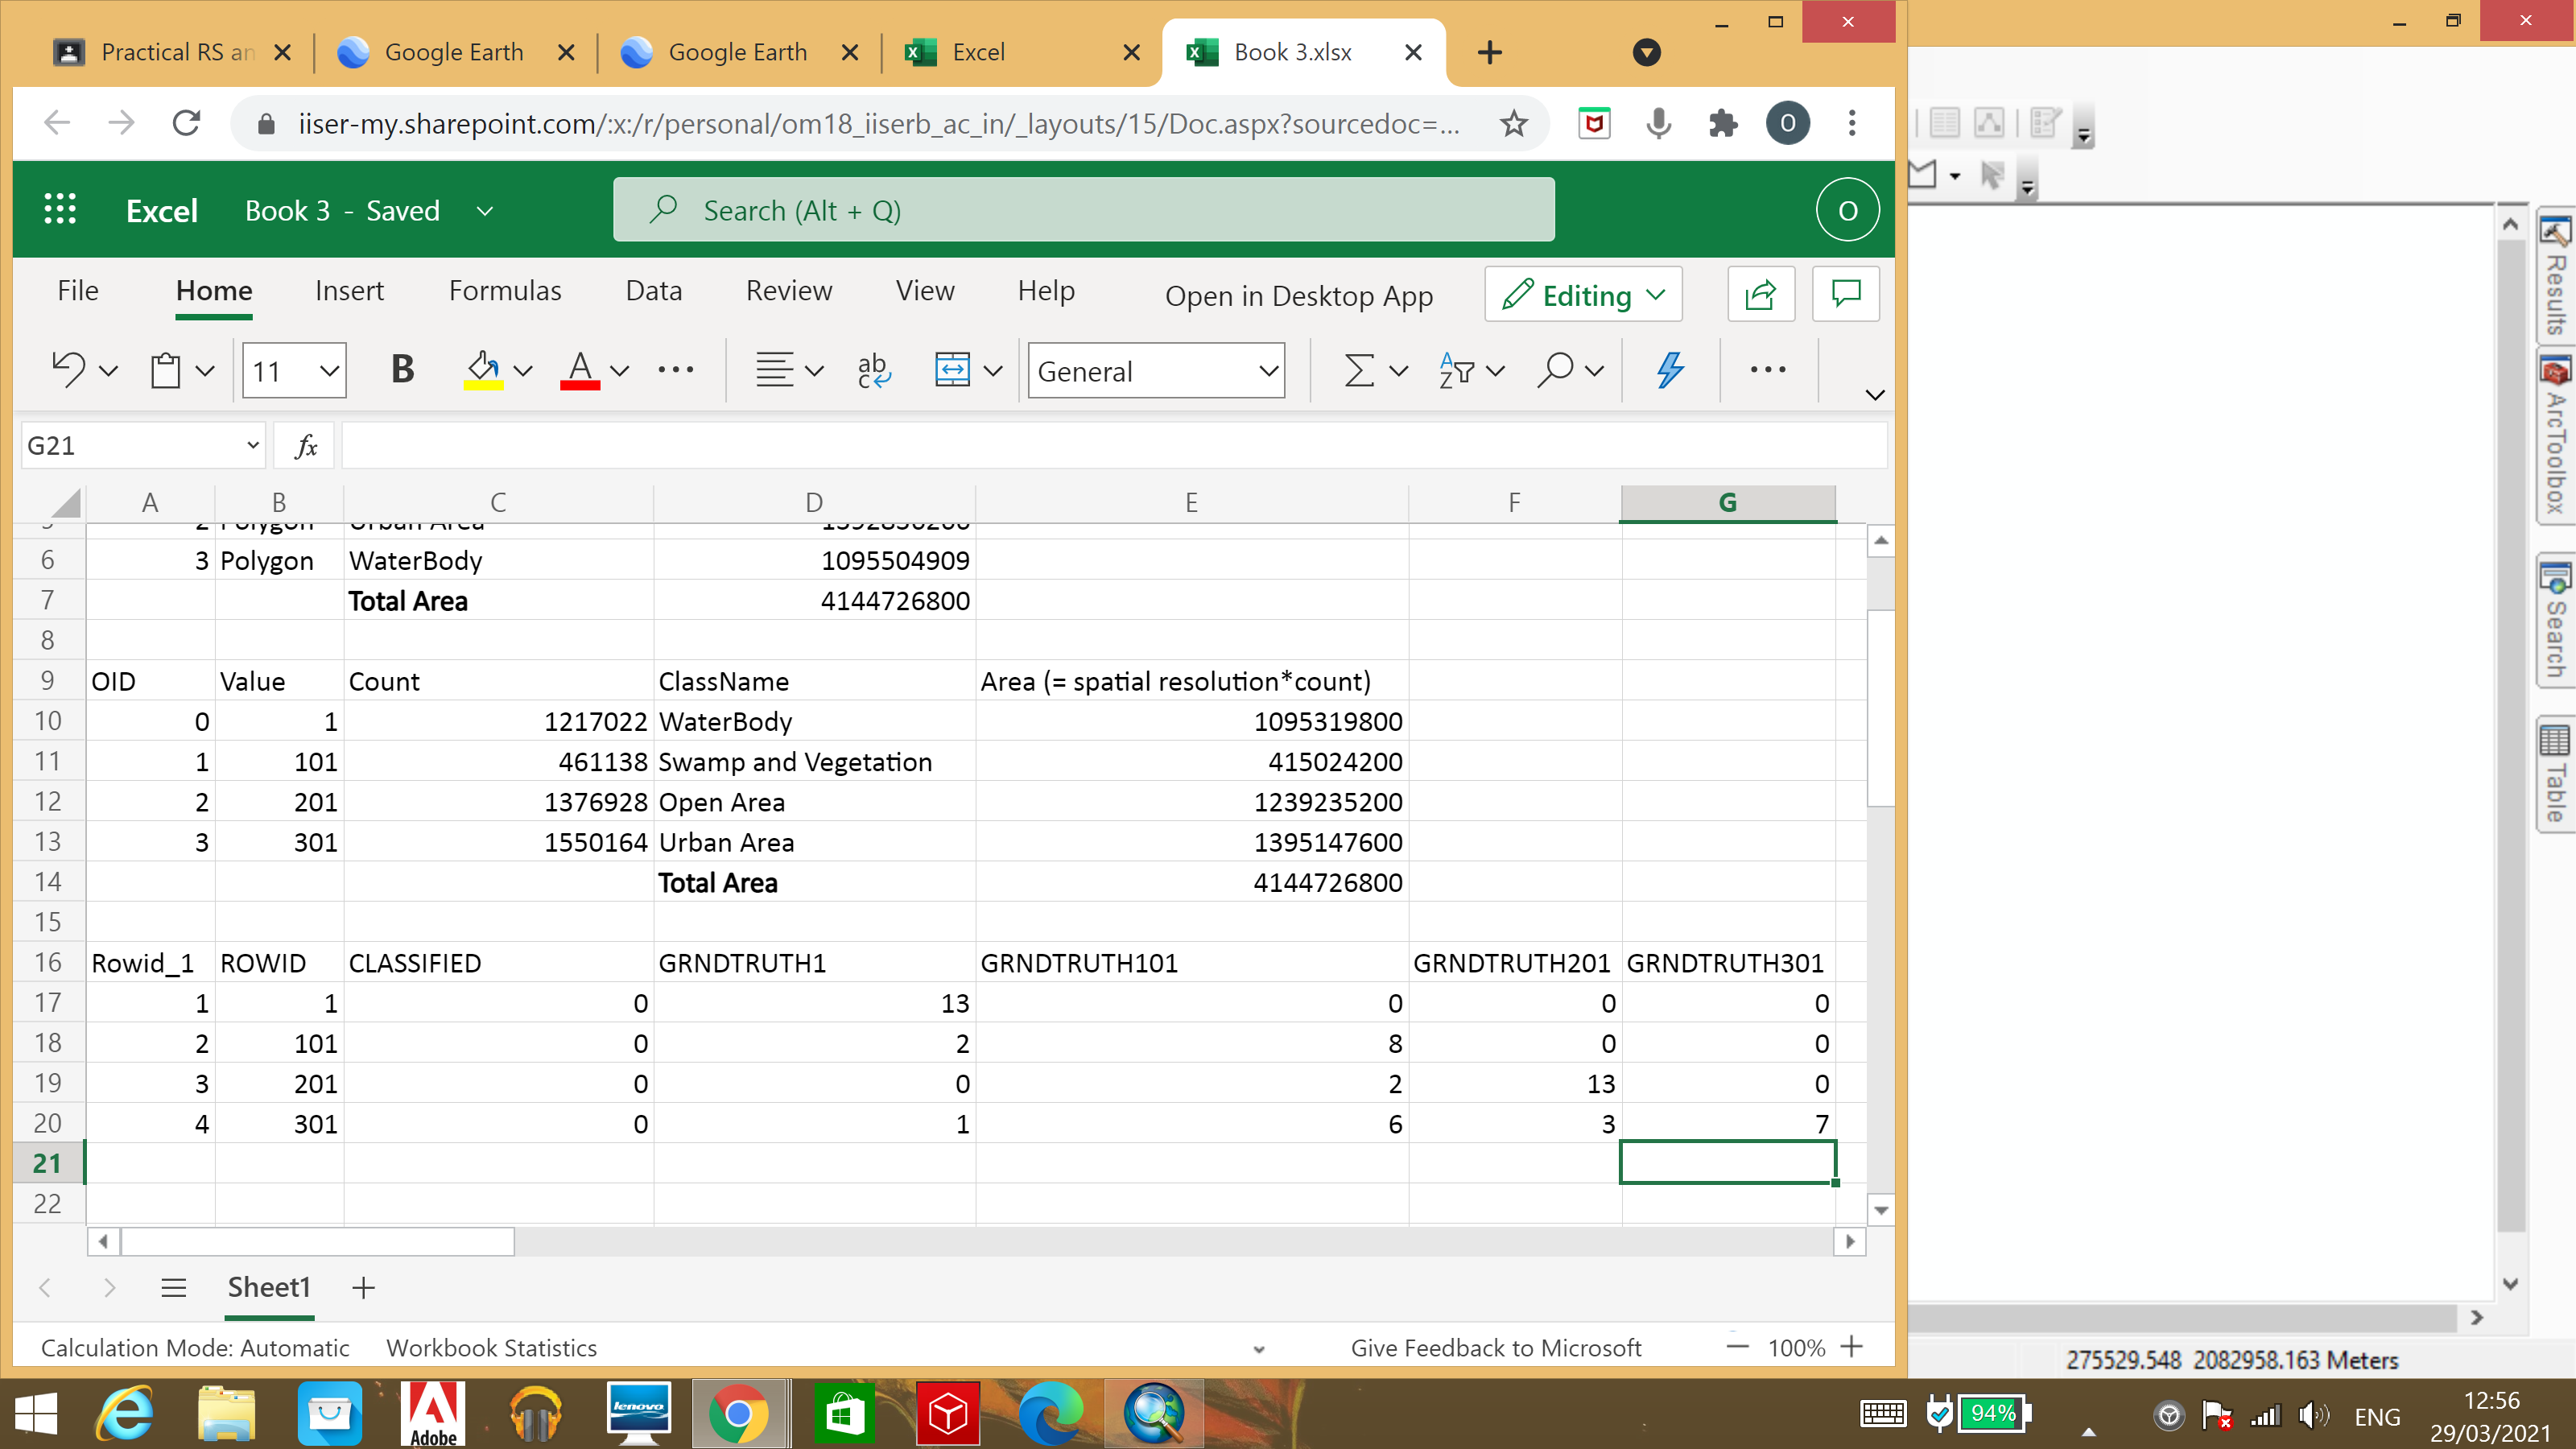 Practical RS an
Google Earth
Google Earth
Excel
Book 3.xlsx
iiser-my.sharepoint.com/:x:/r/personal/om18_iiserb_ac_in/_layouts/15/Doc.aspx?sourcedoc=...
O
Excel
Book 3 - Saved
Search (Alt + Q)
O
File Home Insert Formulas Data Review View Help Open in Desktop App Editing
11 B A ab c General A Z
G21 fx
A B C D E F G
6 3 Polygon WaterBody 1095504909
7 Total Area 4144726800
8
9 OID Value Count ClassName Area (= spatial resolution*count)
10 0 1 1217022 WaterBody 1095319800
11 1 101 461138 Swamp and Vegetation 415024200
12 2 201 1376928 Open Area 1239235200
13 3 301 1550164 Urban Area 1395147600
14 Total Area 4144726800
15
16 Rowid_1 ROWID CLASSIFIED GRNDTRUTH1 GRNDTRUTH101 GRNDTRUTH201 GRNDTRUTH301
17 1 1 0 13 0 0 0
18 2 101 0 2 8 0 0
19 3 201 0 0 2 13 0
20 4 301 0 1 6 3 7
21
22
Sheet1
Calculation Mode: Automatic Workbook Statistics Give Feedback to Microsoft 100%
Results
ArcToolbox
Search
Table
275529.548 2082958.163 Meters
Adobe
lenovo
94%
ENG
12:56
29/03/2021